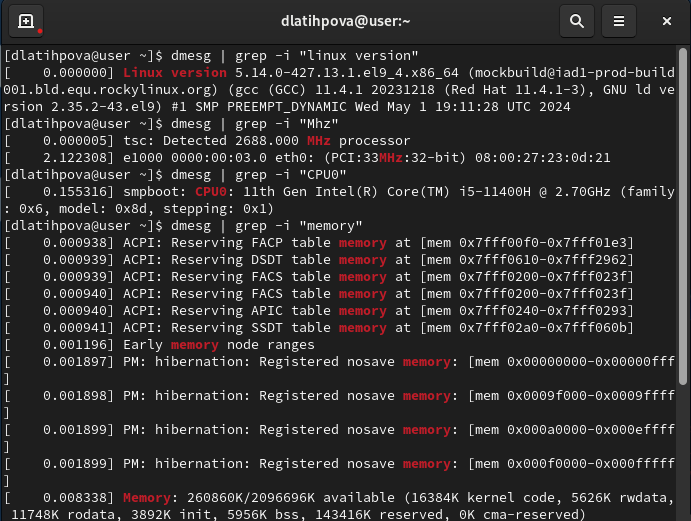 dlatihpova@user:~
[dlatihpova@user ~]$ dmesg | grep -i "linux version"
[    0.000000] Linux version 5.14.0-427.13.1.el9_4.x86_64 (mockbuild@iad1-prod-build
001.bld.equ.rockylinux.org) (gcc (GCC) 11.4.1 20231218 (Red Hat 11.4.1-3), GNU ld ve
rsion 2.35.2-43.el9) #1 SMP PREEMPT_DYNAMIC Wed May 1 19:11:28 UTC 2024
[dlatihpova@user ~]$ dmesg | grep -i "Mhz"
[    0.000005] tsc: Detected 2688.000 MHz processor
[    2.122308] e1000 0000:00:03.0 eth0: (PCI:33MHz:32-bit) 08:00:27:23:0d:21
[dlatihpova@user ~]$ dmesg | grep -i "CPU0"
[    0.155316] smpboot: CPU0: 11th Gen Intel(R) Core(TM) i5-11400H @ 2.70GHz (family
: 0x6, model: 0x8d, stepping: 0x1)
[dlatihpova@user ~]$ dmesg | grep -i "memory"
[    0.000938] ACPI: Reserving FACP table memory at [mem 0x7fff00f0-0x7fff01e3]
[    0.000939] ACPI: Reserving DSDT table memory at [mem 0x7fff0610-0x7fff2962]
[    0.000939] ACPI: Reserving FACS table memory at [mem 0x7fff0200-0x7fff023f]
[    0.000940] ACPI: Reserving FACS table memory at [mem 0x7fff0200-0x7fff023f]
[    0.000940] ACPI: Reserving APIC table memory at [mem 0x7fff0240-0x7fff0293]
[    0.000941] ACPI: Reserving SSDT table memory at [mem 0x7fff02a0-0x7fff060b]
[    0.001196] Early memory node ranges
[    0.001897] PM: hibernation: Registered nosave memory: [mem 0x00000000-0x00000fff
]
[    0.001898] PM: hibernation: Registered nosave memory: [mem 0x0009f000-0x0009ffff
]
[    0.001899] PM: hibernation: Registered nosave memory: [mem 0x000a0000-0x000effff
]
[    0.001899] PM: hibernation: Registered nosave memory: [mem 0x000f0000-0x000fffff
]
[    0.008338] Memory: 260860K/2096696K available (16384K kernel code, 5626K rwdata,
 11748K rodata, 3892K init, 5956K bss, 143416K reserved, 0K cma-reserved)